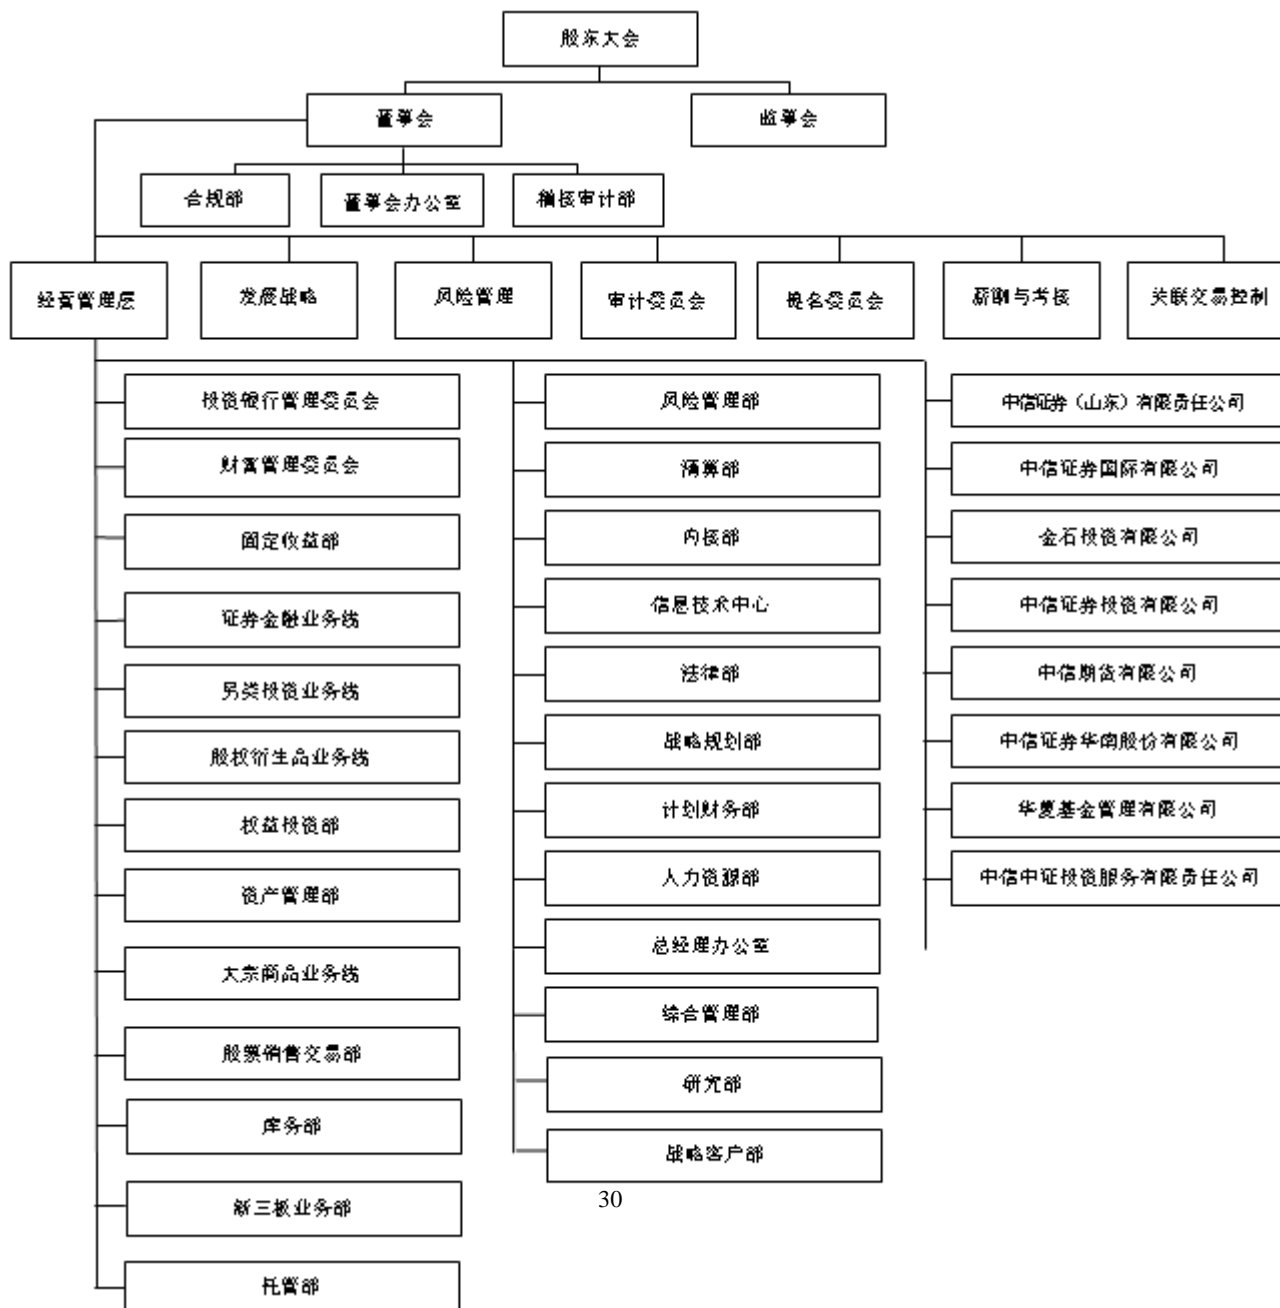 股东大会
董事会
监事会
合规部
董事会办公室
稽核审计部
经营管理层
发展战略
风险管理
审计委员会
提名委员会
薪酬与考核
关联交易控制
投资银行管理委员会
财富管理委员会
固定收益部
证券金融业务线
另类投资业务线
股权衍生品业务线
权益投资部
资产管理部
大宗商品业务线
股票销售交易部
库务部
新三板业务部
托管部
风险管理部
清算部
内核部
信息技术中心
法律部
战略规划部
计划财务部
人力资源部
总经理办公室
综合管理部
研究部
战略客户部
中信证券（山东）有限责任公司
中信证券国际有限公司
金石投资有限公司
中信证券投资有限公司
中信期货有限公司
中信证券华南股份有限公司
华夏基金管理有限公司
中信中证投资服务有限责任公司
30